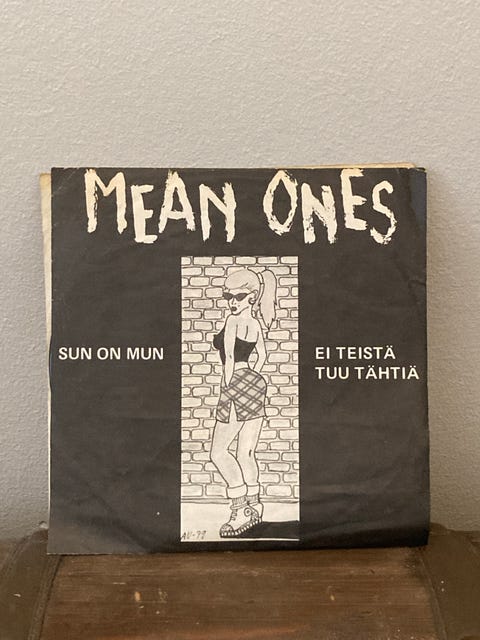 MEAN ONES
SUN ON MUN
EI TEISTÄ
TUU TÄHTIÄ